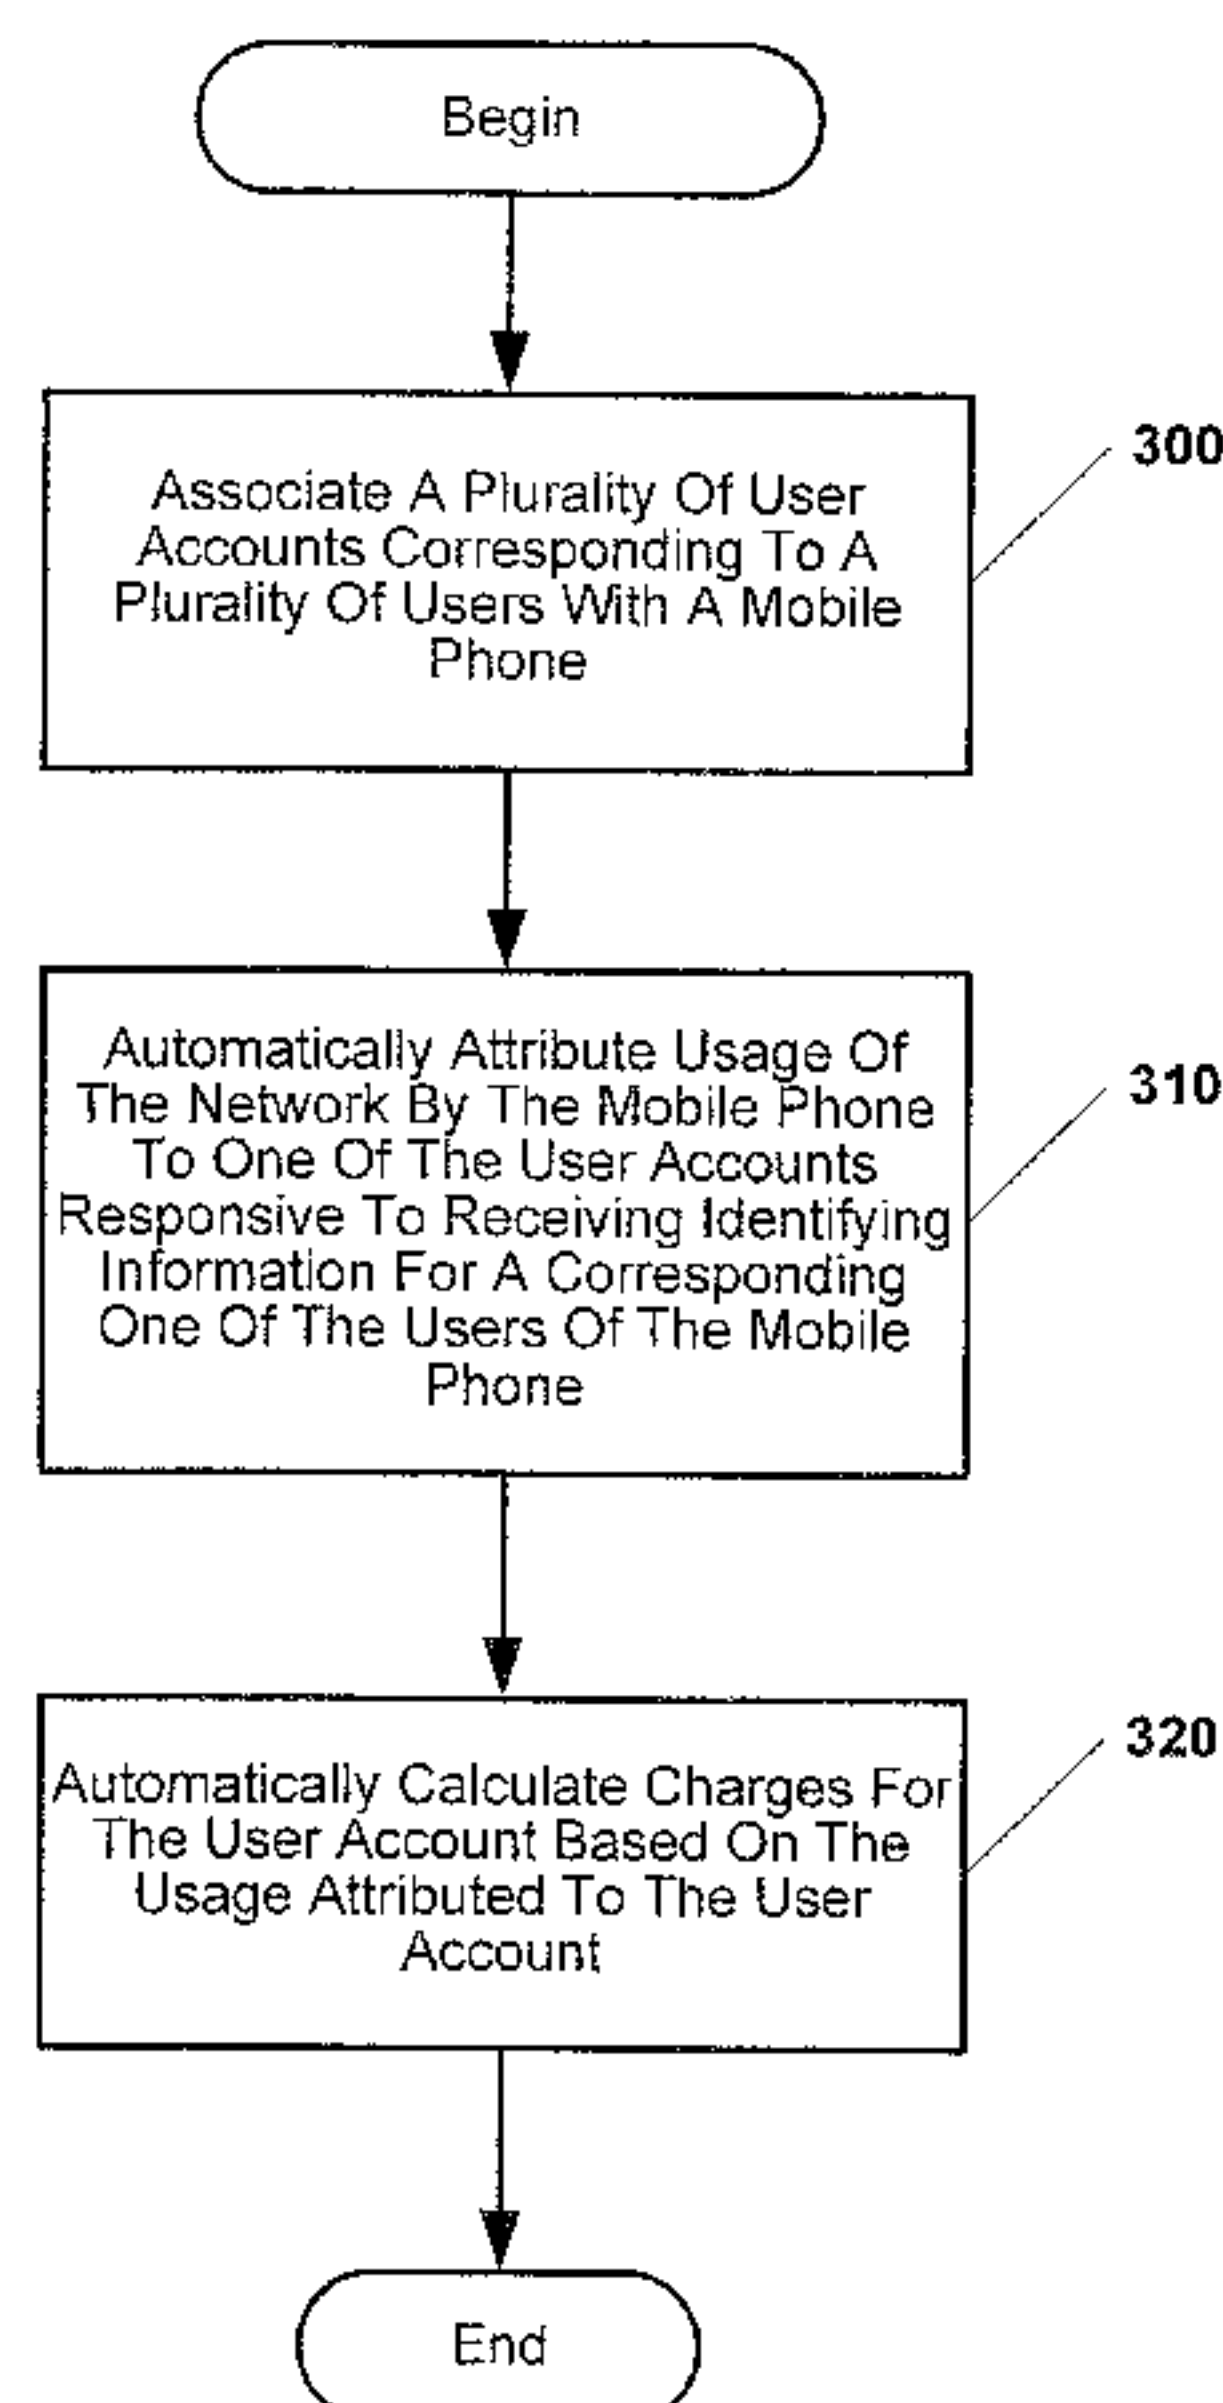 Begin
300
Associate A Plurality Of User
Accounts Corresponding To A
Plurality Of Users With A Mobile
Phone
310
Automatically Attribute Usage Of
The Network By The Mobile Phone
To One Of The User Accounts
Responsive To Receiving Identifying
Information For A Corresponding
One Of The Users Of The Mobile
Phone
320
Automatically Calculate Charges For
The User Account Based On The
Usage Attributed To The User
Account
End